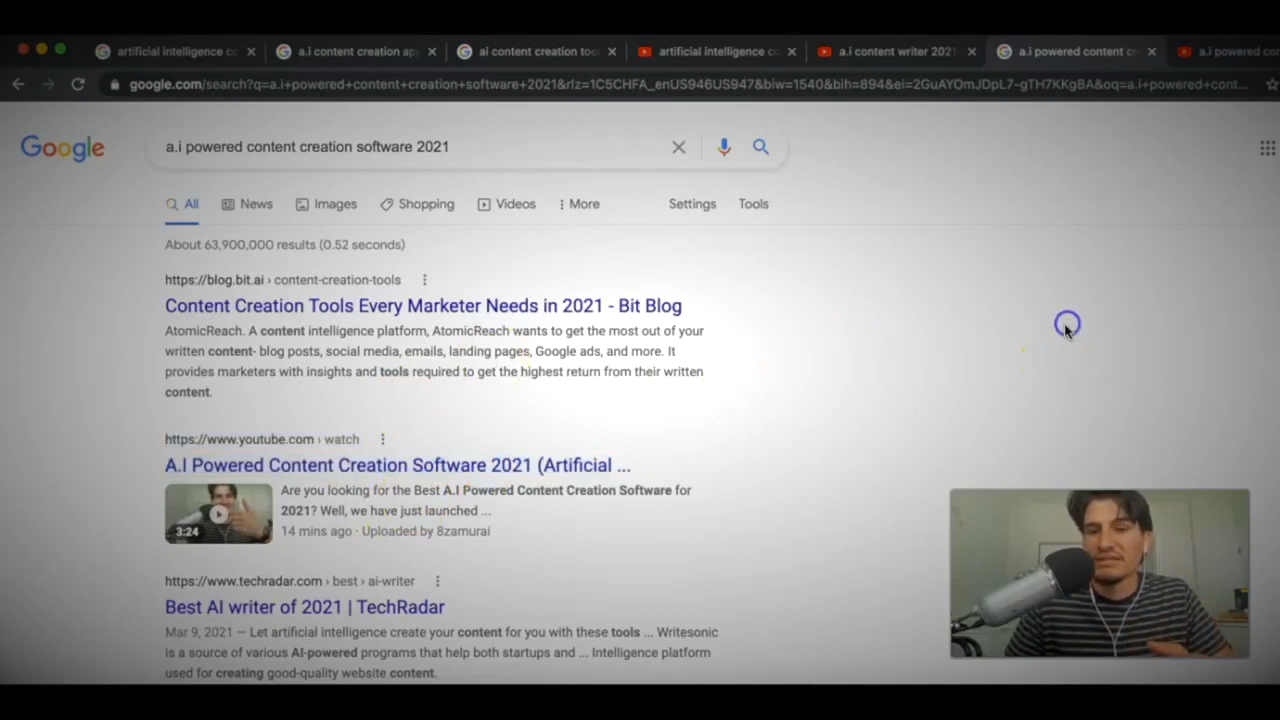 artificial intelligence co
a.i content creation ap
ai content creation too
artificial intelligence co
a.i content writer 2021
a.i powered content cr
a.i powered co
google.com/search?q=a.i+powered+content+creation+software+2021&rlz=1C5CHFA_enUS946US947&biw=1540&bih=894&ei=2GuAYOmJDpL7-gTH7KKgBA&oq=a.i+powered+cont...
Google
a.i powered content creation software 2021
All News Images Shopping Videos More Settings Tools
About 63,900,000 results (0.52 seconds)
https://blog.bit.ai › content-creation-tools
Content Creation Tools Every Marketer Needs in 2021 - Bit Blog
AtomicReach. A content intelligence platform, AtomicReach wants to get the most out of your
written content- blog posts, social media, emails, landing pages, Google ads, and more. It
provides marketers with insights and tools required to get the highest return from their written
content.
https://www.youtube.com › watch
A.I Powered Content Creation Software 2021 (Artificial ...
Are you looking for the Best A.I Powered Content Creation Software for
2021? Well, we have just launched ...
3:24
14 mins ago · Uploaded by 8zamurai
https://www.techradar.com › best › ai-writer
Best AI writer of 2021 | TechRadar
Mar 9, 2021 — Let artificial intelligence create your content for you with these tools ... Writesonic
is a source of various AI-powered programs that help both startups and ... Intelligence platform
used for creating good-quality website content.